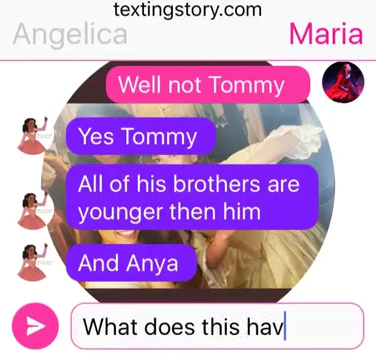 textingstory.com
Angelica Maria
Well not Tommy
Yes Tommy
All of his brothers are
younger then him
And Anya
What does this hav